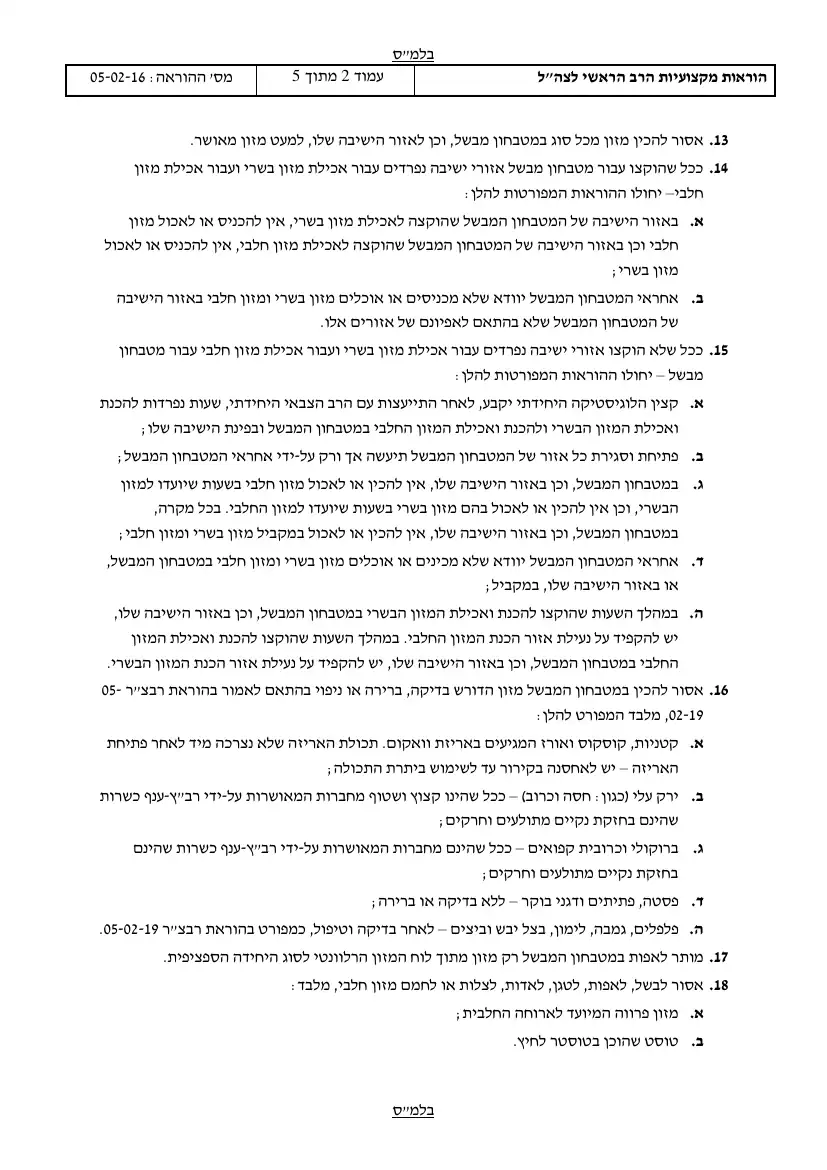 בלמ״ס
הוראות מקצועיות הרב הראשי לצה״ל עמוד 2 מתוך 5 מס׳ ההוראה: 05-02-16
13. אסור להכין מזון מכל סוג במטבחון מבשל, וכן לאזור הישיבה שלו, למעט מזון מאושר.
14. ככל שהוקצו עבור מטבחון מבשל אזורי ישיבה נפרדים עבור אכילת מזון בשרי ועבור אכילת מזון
חלבי– יחולו ההוראות המפורטות להלן:
א. באזור הישיבה של המטבחון המבשל שהוקצה לאכילת מזון בשרי, אין להכניס או לאכול מזון
חלבי וכן באזור הישיבה של המטבחון המבשל שהוקצה לאכילת מזון חלבי, אין להכניס או לאכול
מזון בשרי;
ב. אחראי המטבחון המבשל יוודא שלא מכניסים או אוכלים מזון בשרי ומזון חלבי באזור הישיבה
של המטבחון המבשל שלא בהתאם לאפיונם של אזורים אלו.
15. ככל שלא הוקצו אזורי ישיבה נפרדים עבור אכילת מזון בשרי ועבור אכילת מזון חלבי עבור מטבחון
מבשל – יחולו ההוראות המפורטות להלן:
א. קצין הלוגיסטיקה היחידתי יקבע, לאחר התייעצות עם הרב הצבאי היחידתי, שעות נפרדות להכנת
ואכילת המזון הבשרי ולהכנת ואכילת המזון החלבי במטבחון המבשל ובפינת הישיבה שלו;
ב. פתיחת וסגירת כל אזור של המטבחון המבשל תיעשה אך ורק על-ידי אחראי המטבחון המבשל;
ג. במטבחון המבשל, וכן באזור הישיבה שלו, אין להכין או לאכול מזון חלבי בשעות שיועדו למזון
הבשרי, וכן אין להכין או לאכול בהם מזון בשרי בשעות שיועדו למזון החלבי. בכל מקרה,
במטבחון המבשל, וכן באזור הישיבה שלו, אין להכין או לאכול במקביל מזון בשרי ומזון חלבי;
ד. אחראי המטבחון המבשל יוודא שלא מכינים או אוכלים מזון בשרי ומזון חלבי במטבחון המבשל,
או באזור הישיבה שלו, במקביל;
ה. במהלך השעות שהוקצו להכנת ואכילת המזון הבשרי במטבחון המבשל, וכן באזור הישיבה שלו,
יש להקפיד על נעילת אזור הכנת המזון החלבי. במהלך השעות שהוקצו להכנת ואכילת המזון
החלבי במטבחון המבשל, וכן באזור הישיבה שלו, יש להקפיד על נעילת אזור הכנת המזון הבשרי.
16. אסור להכין במטבחון המבשל מזון הדורש בדיקה, ברירה או ניפוי בהתאם לאמור בהוראת רבצ״ר 05-
02-19, מלבד המפורט להלן:
א. קטניות, קוסקוס ואורז המגיעים באריזת וואקום. תכולת האריזה שלא נצרכה מיד לאחר פתיחת
האריזה – יש לאחסנה בקירור עד לשימוש ביתרת התכולה;
ב. ירק עלי (כגון: חסה וכרוב) – ככל שהינו קצוץ ושטוף מחברות המאושרות על-ידי רב״ץ-ענף כשרות
שהינם בחזקת נקיים מתולעים וחרקים;
ג. ברוקולי וכרובית קפואים – ככל שהינם מחברות המאושרות על-ידי רב״ץ-ענף כשרות שהינם
בחזקת נקיים מתולעים וחרקים;
ד. פסטה, פתיתים ודגני בוקר – ללא בדיקה או ברירה;
ה. פלפלים, גמבה, לימון, בצל יבש וביצים – לאחר בדיקה וטיפול, כמפורט בהוראת רבצ״ר 05-02-19.
17. מותר לאפות במטבחון המבשל רק מזון מתוך לוח המזון הרלוונטי לסוג היחידה הספציפית.
18. אסור לבשל, לאפות, לטגן, לאדות, לצלות או לחמם מזון חלבי, מלבד:
א. מזון פרווה המיועד לארוחה החלבית;
ב. טוסט שהוכן בטוסטר לחיץ.
בלמ״ס